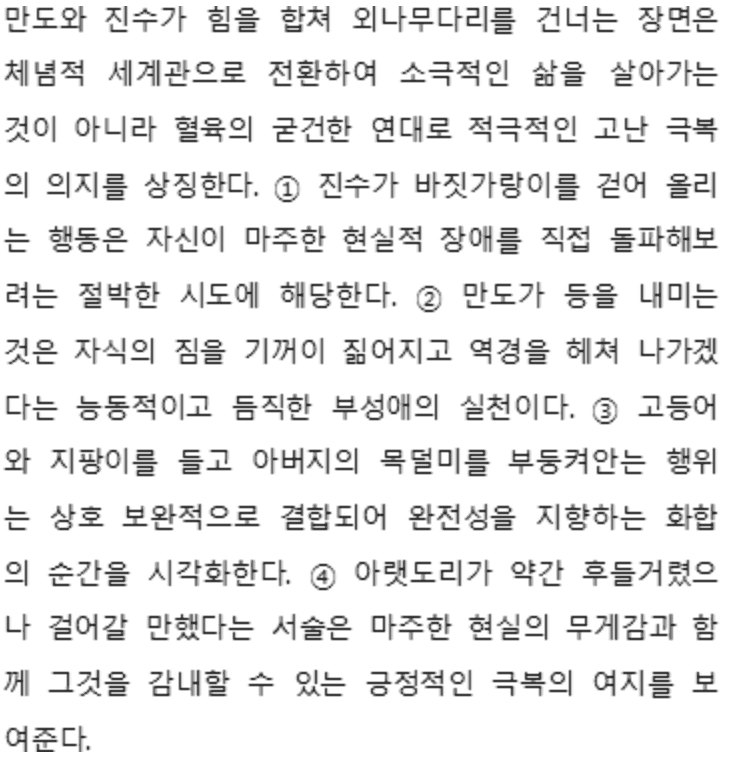 만도와 진수가 힘을 합쳐 외나무다리를 건너는 장면은
체념적 세계관으로 전환하여 소극적인 삶을 살아가는
것이 아니라 혈육의 굳건한 연대로 적극적인 고난 극복
의 의지를 상징한다. ① 진수가 바짓가랑이를 걷어 올리
는 행동은 자신이 마주한 현실적 장애를 직접 돌파해보
려는 절박한 시도에 해당한다. ② 만도가 등을 내미는
것은 자식의 짐을 기꺼이 짊어지고 역경을 헤쳐 나가겠
다는 능동적이고 듬직한 부성애의 실천이다. ③ 고등어
와 지팡이를 들고 아버지의 목덜미를 부둥켜안는 행위
는 상호 보완적으로 결합되어 완전성을 지향하는 화합
의 순간을 시각화한다. ④ 아랫도리가 약간 후들거렸으
나 걸어갈 만했다는 서술은 마주한 현실의 무게감과 함
께 그것을 감내할 수 있는 긍정적인 극복의 여지를 보
여준다.